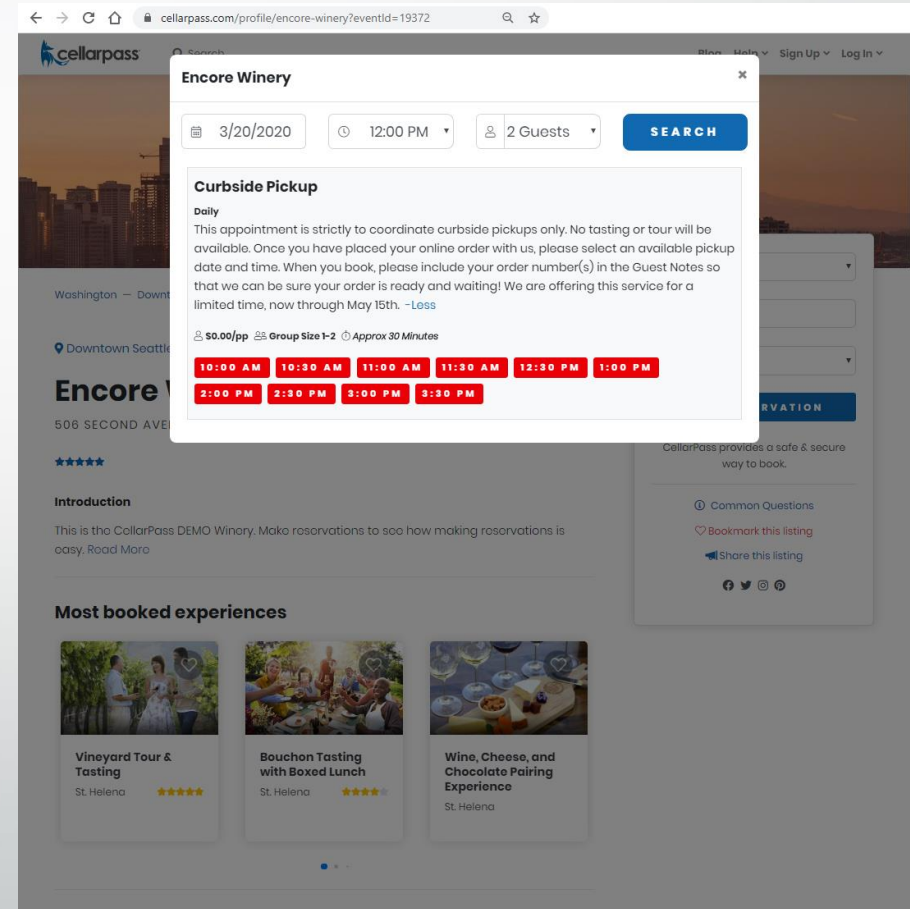 cellarpass.com/profile/encore-winery?eventId=19372
cellarpass
Search
Blog Help Sign Up Log In
Encore Winery
×
3/20/2020
12:00 PM
2 Guests
SEARCH
Curbside Pickup
Daily
This appointment is strictly to coordinate curbside pickups only. No tasting or tour will be
available. Once you have placed your online order with us, please select an available pickup
date and time. When you book, please include your order number(s) in the Guest Notes so
that we can be sure your order is ready and waiting! We are offering this service for a
limited time, now through May 15th. -Less
$0.00/pp Group Size 1-2 Approx 30 Minutes
10:00 AM 10:30 AM 11:00 AM 11:30 AM 12:30 PM 1:00 PM
2:00 PM 2:30 PM 3:00 PM 3:30 PM
Washington — Downt
Downtown Seattle
Encore
506 SECOND AVE
Introduction
This is the CellarPass DEMO Winery. Make reservations to see how making reservations is
easy. Read More
RVATION
CellarPass provides a safe & secure
way to book.
Common Questions
Bookmark this listing
Share this listing
Most booked experiences
Vineyard Tour &
Tasting
St. Helena
Bouchon Tasting
with Boxed Lunch
St. Helena
Wine, Cheese, and
Chocolate Pairing
Experience
St. Helena